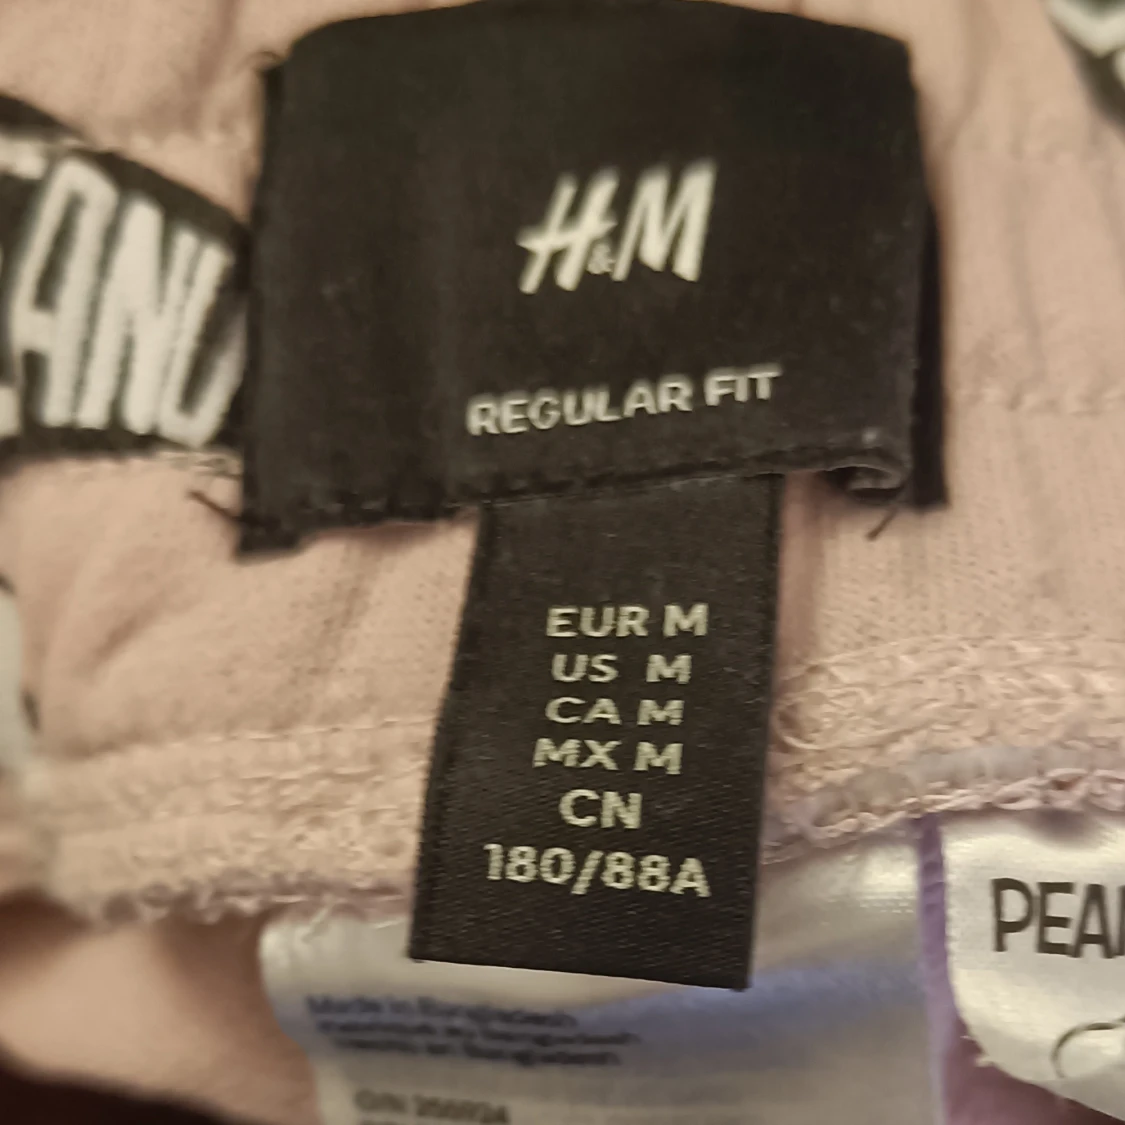 H&M
REGULAR FIT
EUR M
US M
CA M
MX M
CN
180/88A
Made in Bangladesh